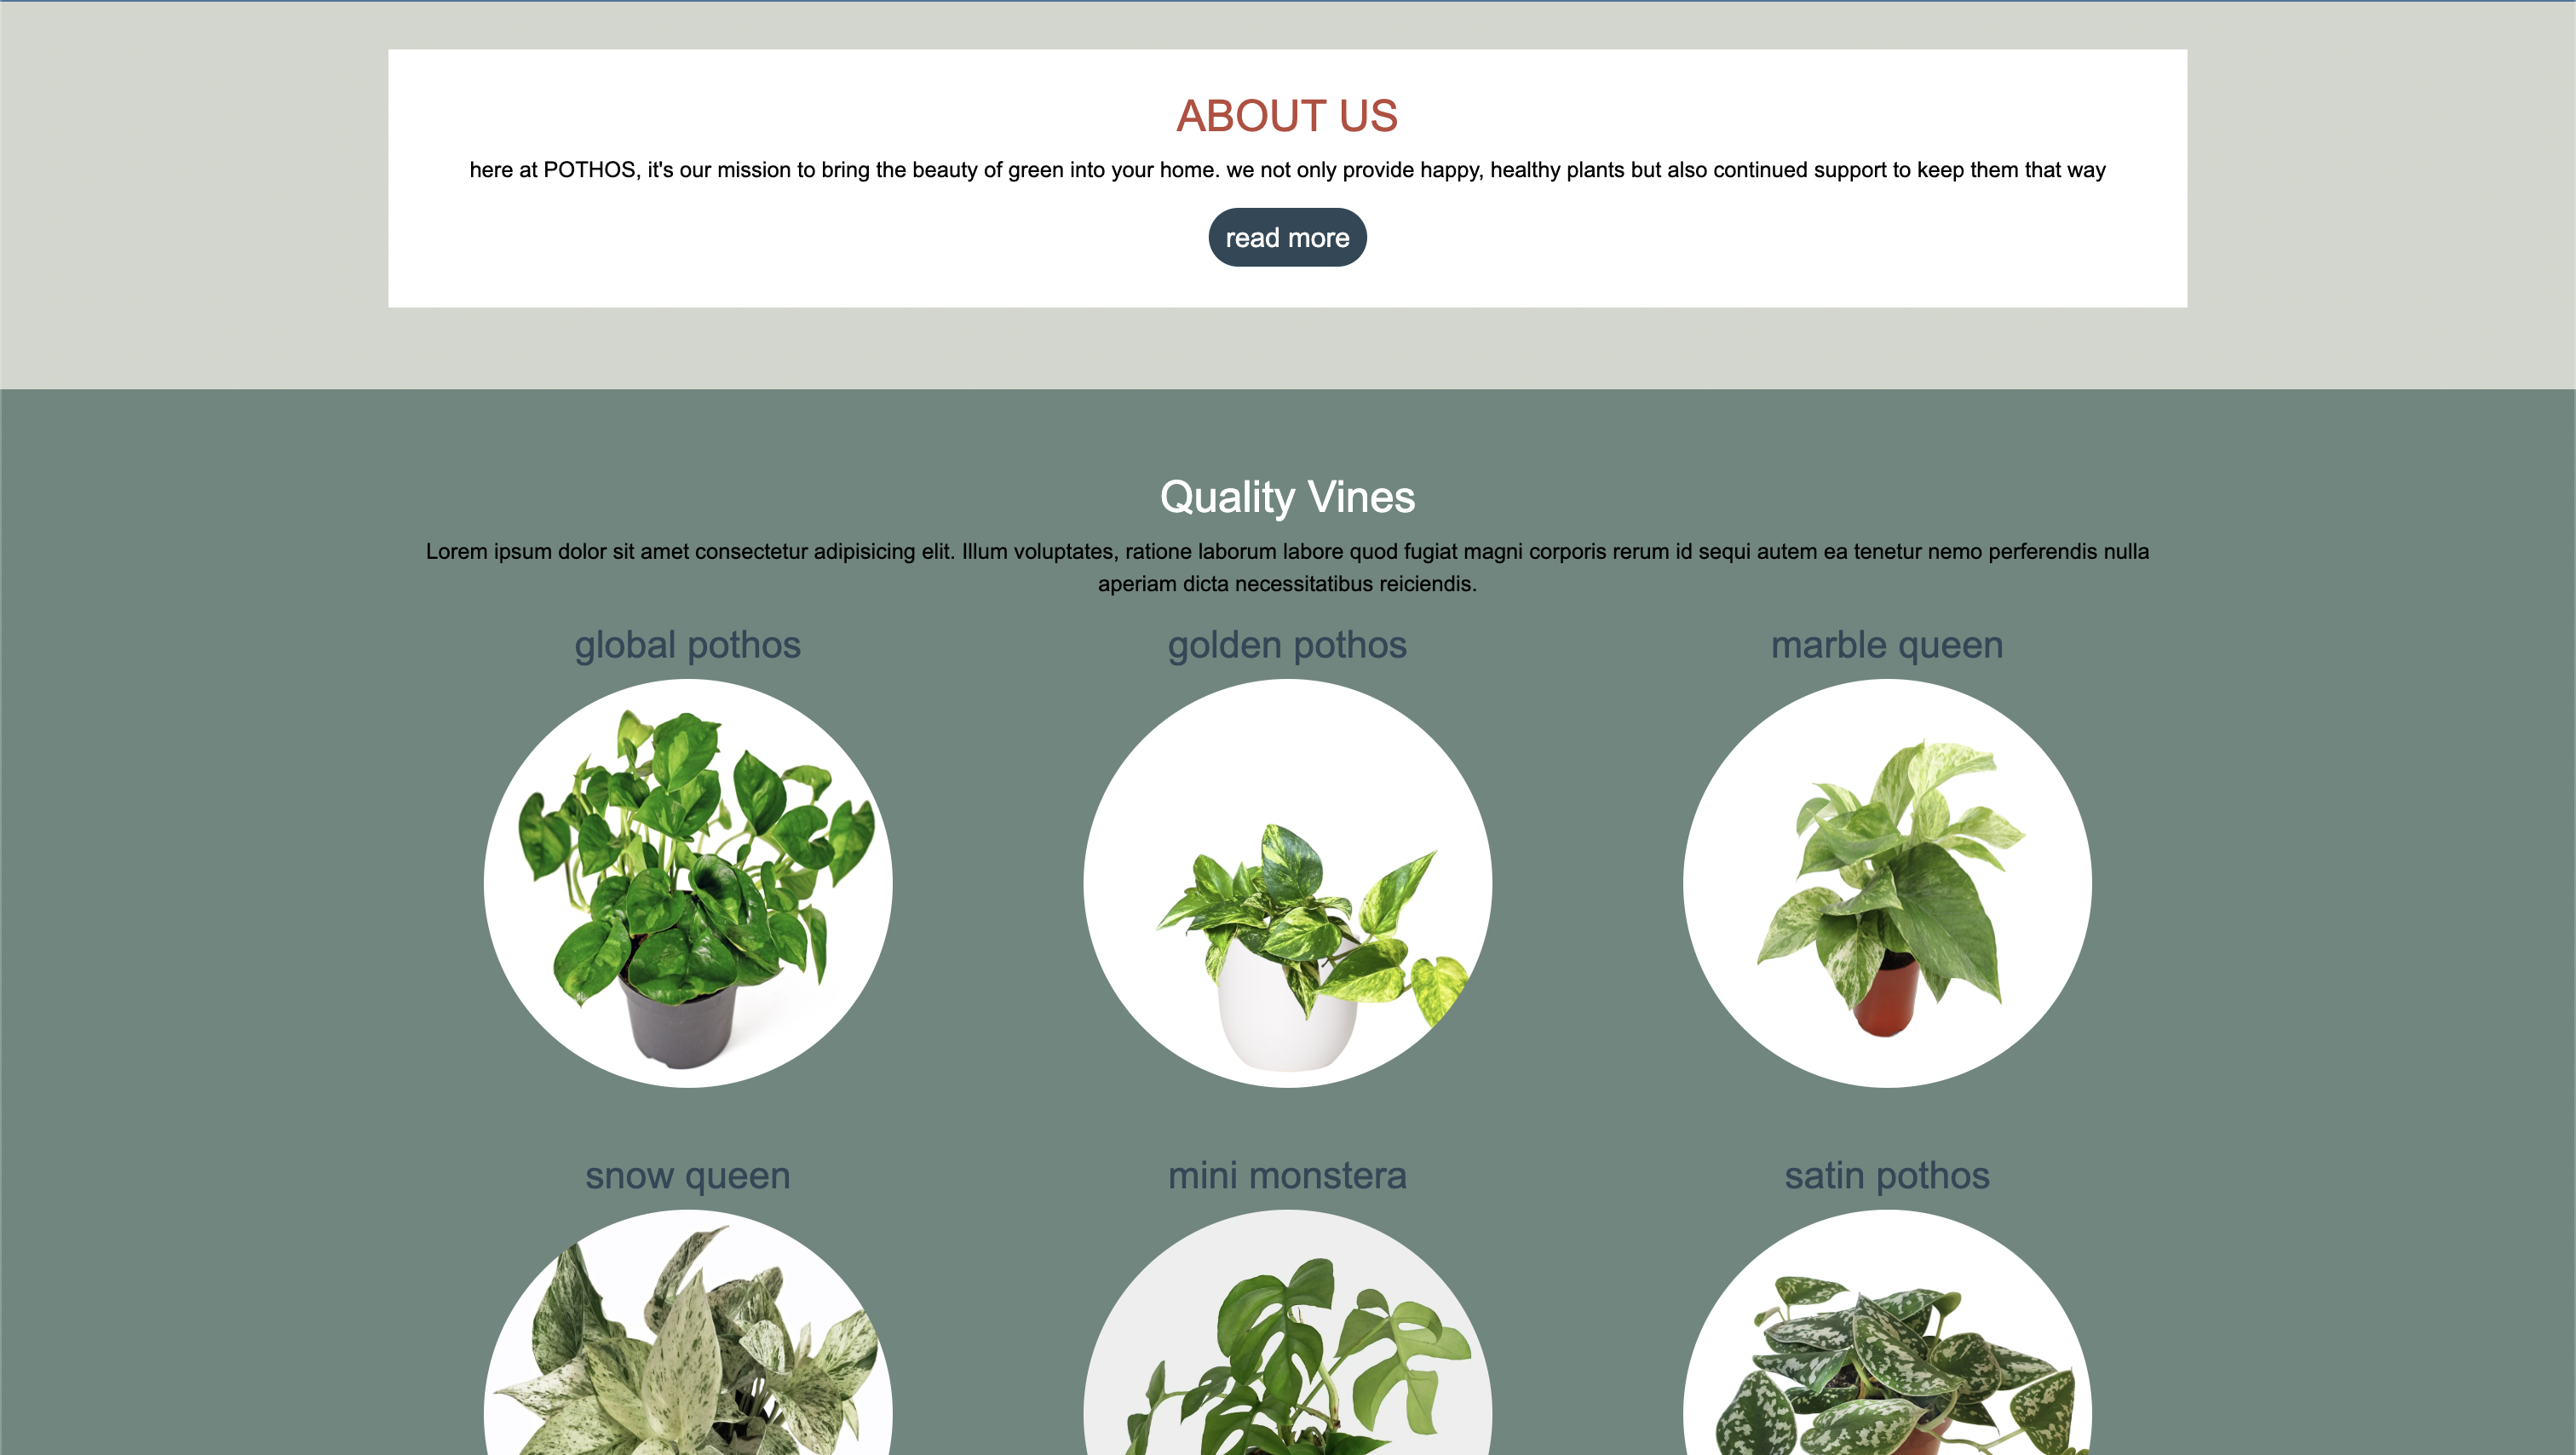 ABOUT US
here at POTHOS, it's our mission to bring the beauty of green into your home. we not only provide happy, healthy plants but also continued support to keep them that way
read more
Quality Vines
Lorem ipsum dolor sit amet consectetur adipisicing elit. Illum voluptates, ratione laborum labore quod fugiat magni corporis rerum id sequi autem ea tenetur nemo perferendis nulla
aperiam dicta necessitatibus reiciendis.
global pothos
golden pothos
marble queen
snow queen
mini monstera
satin pothos